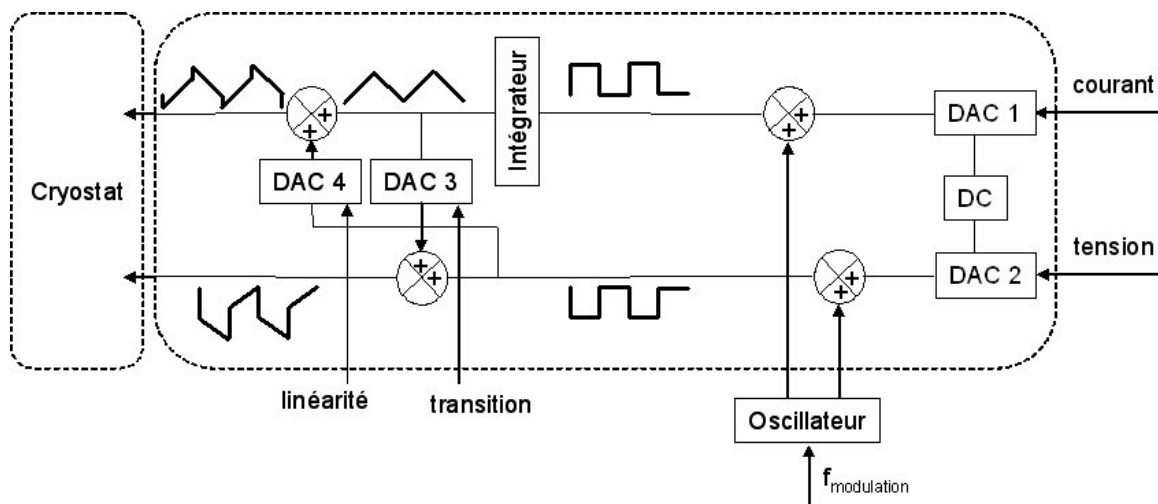 courant
DAC 1
Intégrateur
+
+
+
+
DAC 4
DAC 3
Cryostat
DC
tension
DAC 2
+
+
+
+
linéarité
transition
Oscillateur
fmodulation